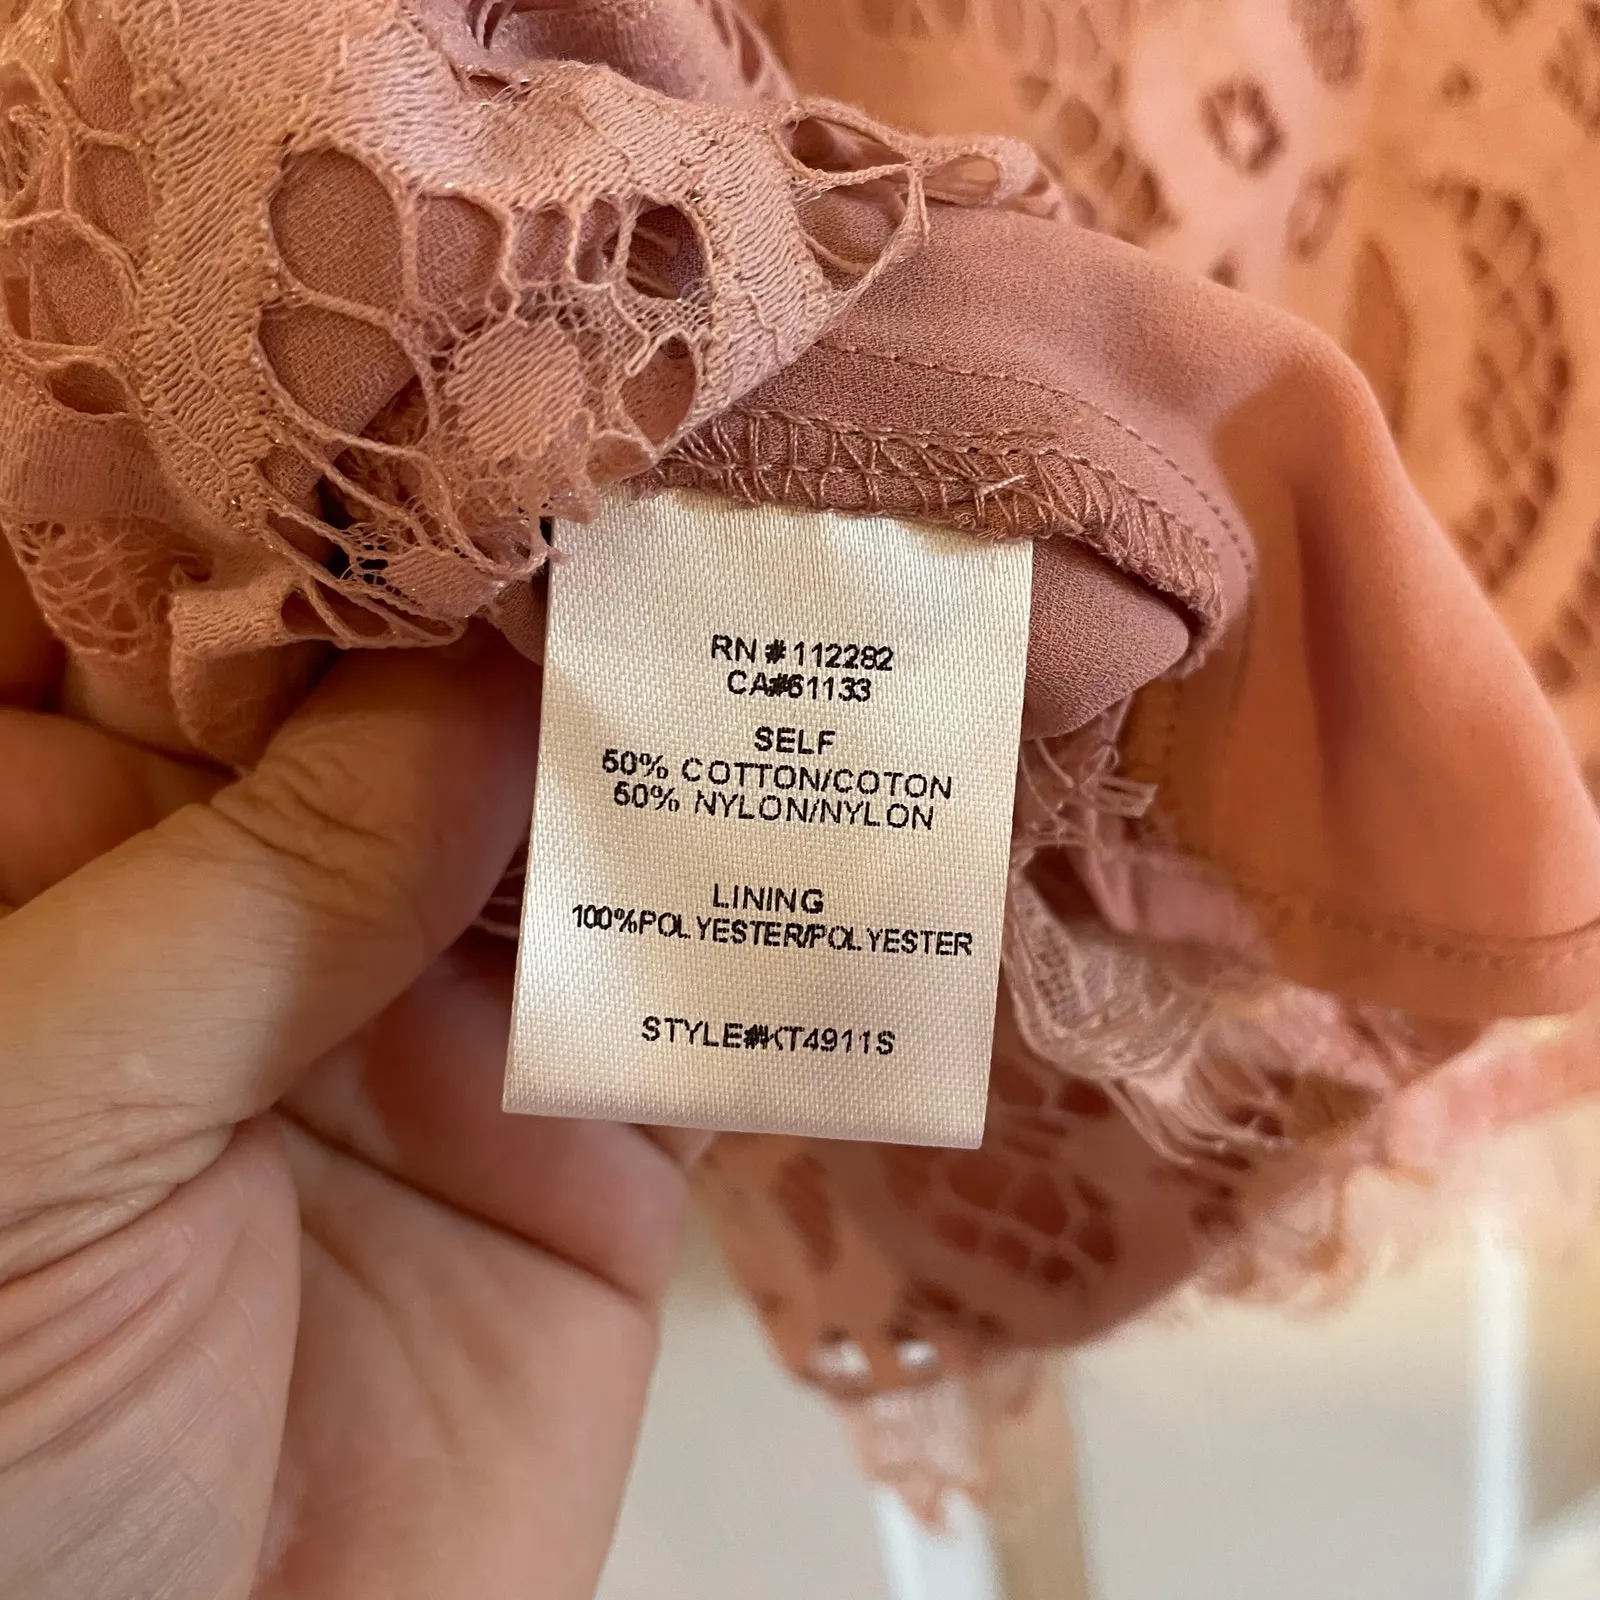 RN # 112282
CA#61133
SELF
50% COTTON/COTON
50% NYLON/NYLON
LINING
100%POLYESTER/POLYESTER
STYLE#KT4911S